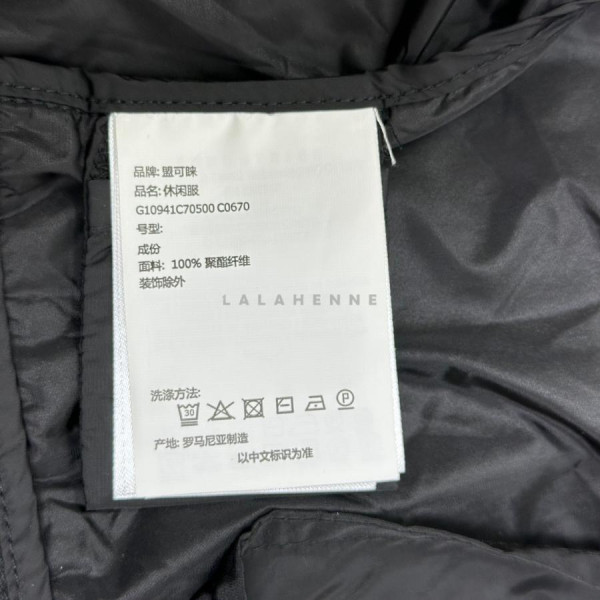 品牌: 盟可睐
品名: 休闲服
G10941C70500 C0670
号型:
成份
面料: 100% 聚酯纤维
装饰除外
LALAHENNE
洗涤方法:
30 P
产地: 罗马尼亚制造
以中文标识为准